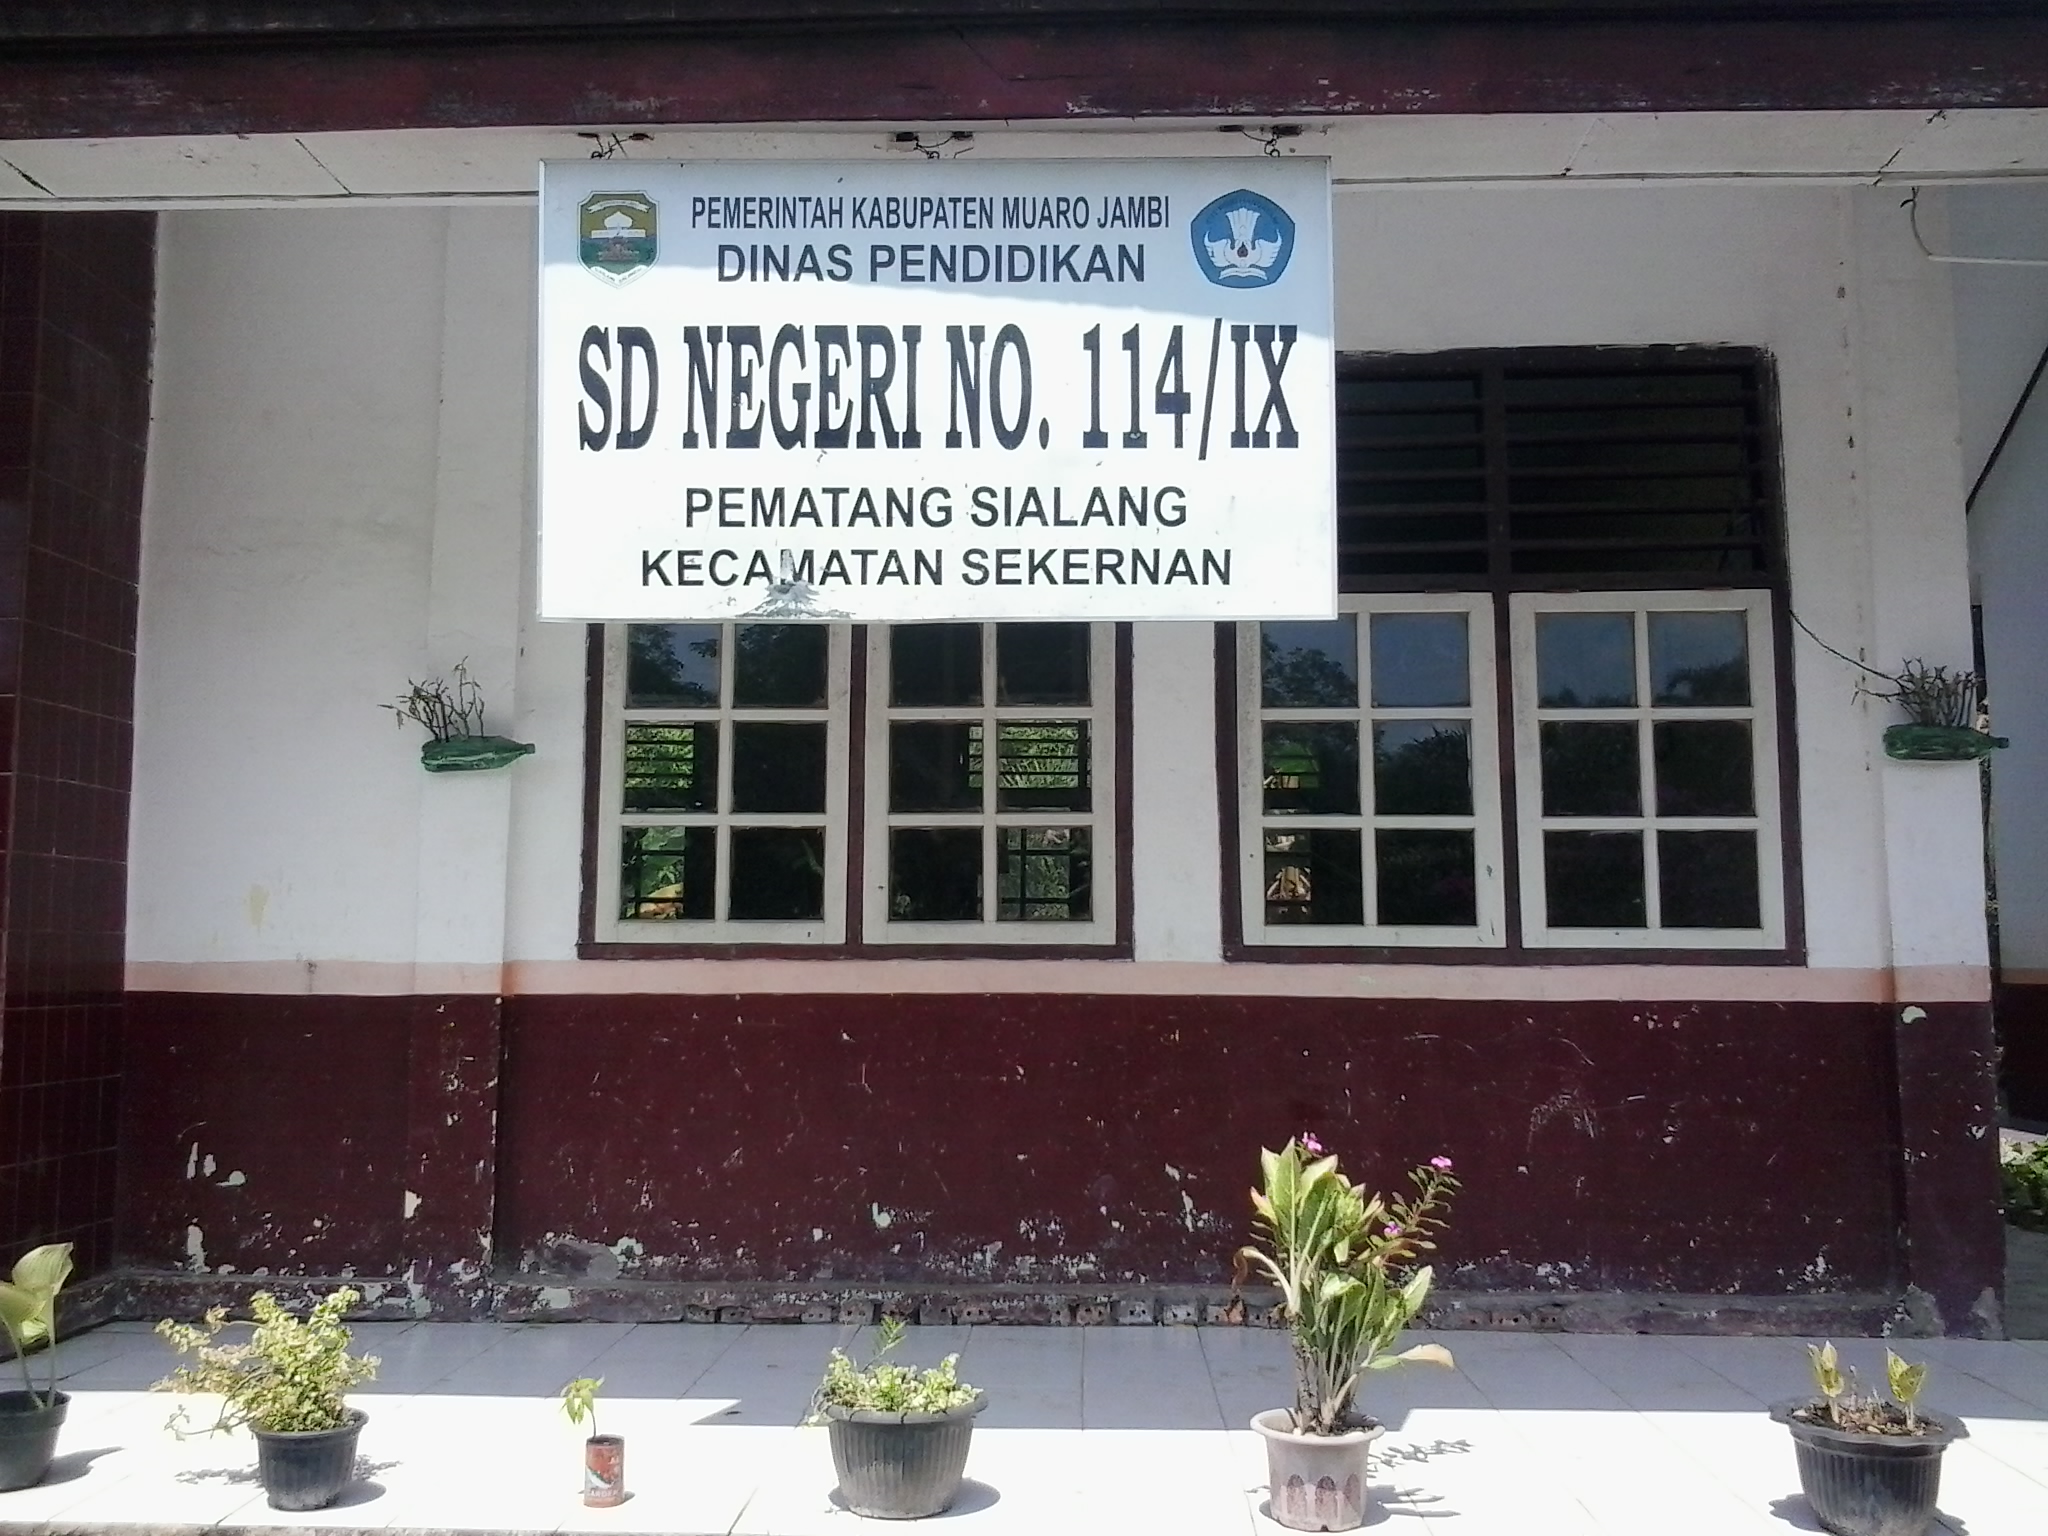 PEMERINTAH KABUPATEN MUARO JAMBI
DINAS PENDIDIKAN
SD NEGERI NO. 114/IX
PEMATANG SIALANG
KECAMATAN SEKERNAN